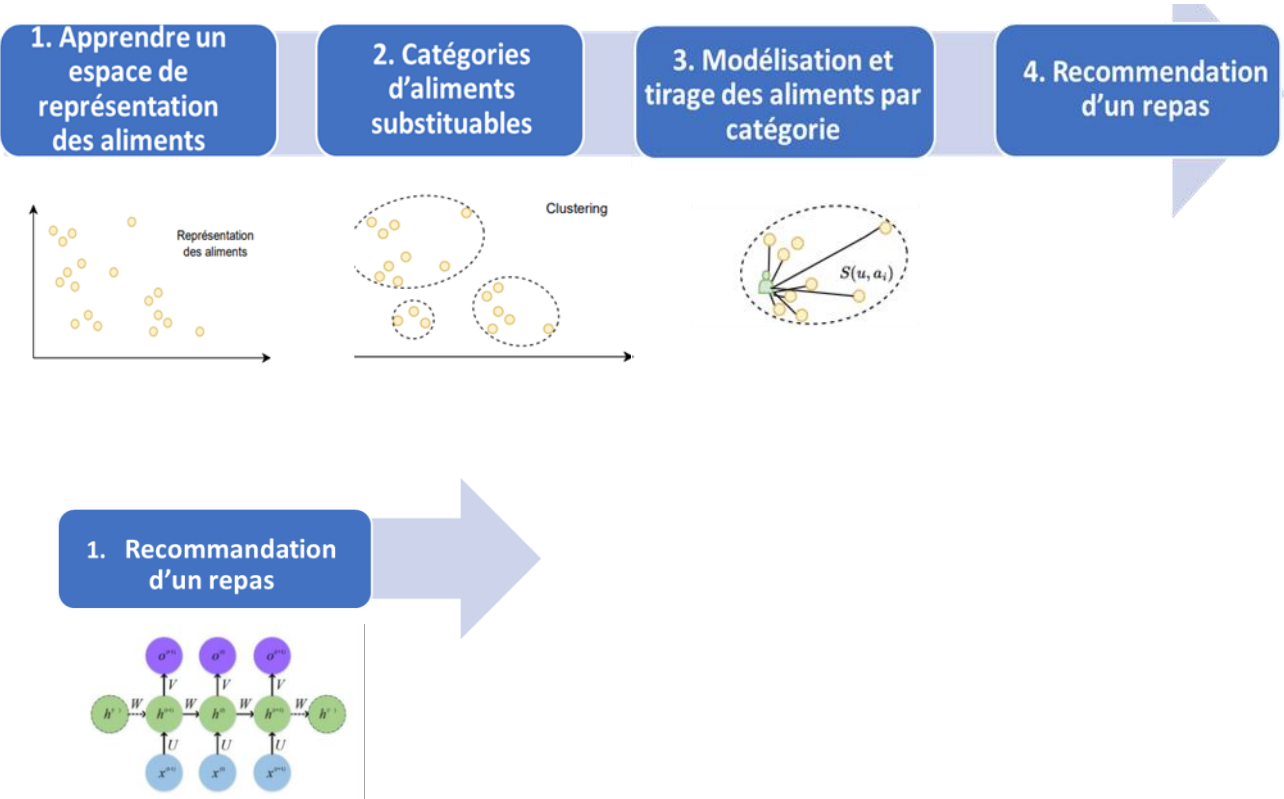 1. Apprendre un
espace de
représentation
des aliments
2. Catégories
d'aliments
substituables
3. Modélisation et
tirage des aliments par
catégorie
4. Recommendation
d'un repas
Représentation
des aliments
Clustering
S(u, aᵢ)
1. Recommandation
d'un repas
V V V
W W W W
U U U